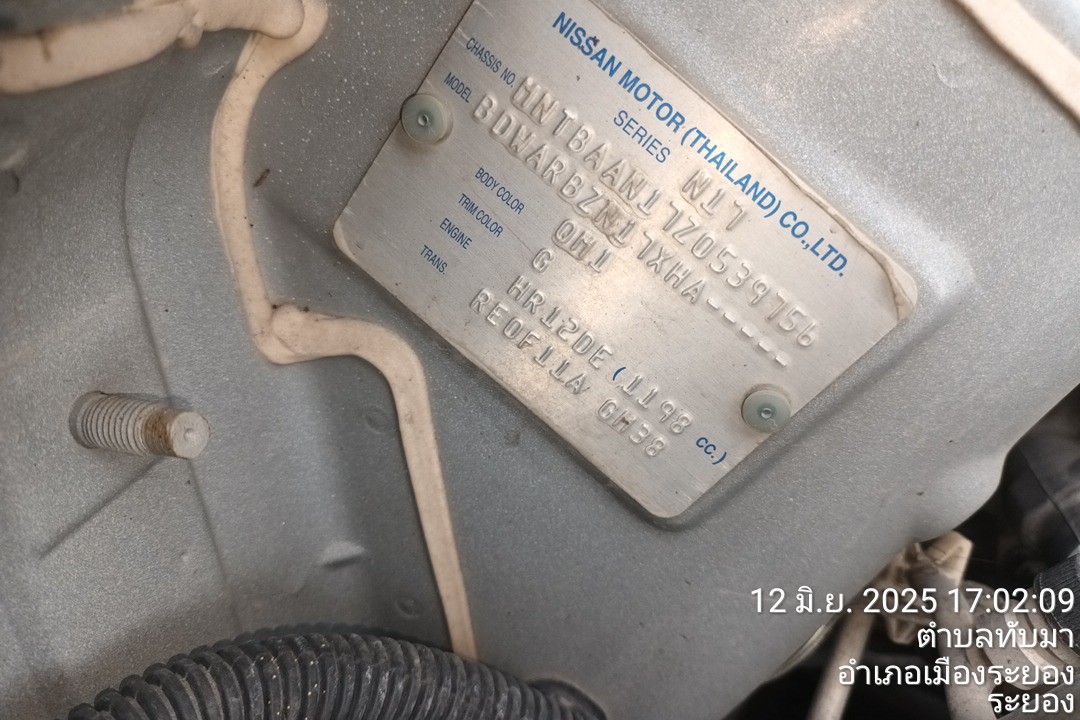 NISSAN MOTOR (THAILAND) CO.,LTD.
SERIES N17
CHASSIS NO. MNTBAAN17Z0539756
MODEL BDWARBZN17XHA-----
BODY COLOR 0M1
TRIM COLOR G
ENGINE HR12DE (1198 cc.)
TRANS. RE0F11A GH38
12 มิ.ย. 2025 17:02:09
ตำบลทับมา
อำเภอเมืองระยอง
ระยอง